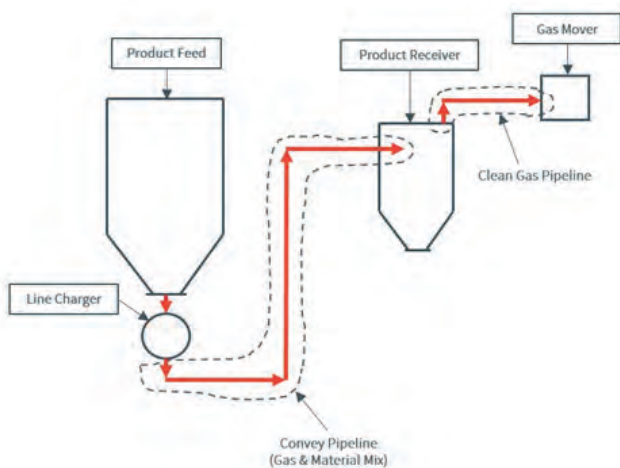 Gas Mover
Product Feed
Product Receiver
Clean Gas Pipeline
Line Charger
Convey Pipeline
(Gas & Material Mix)